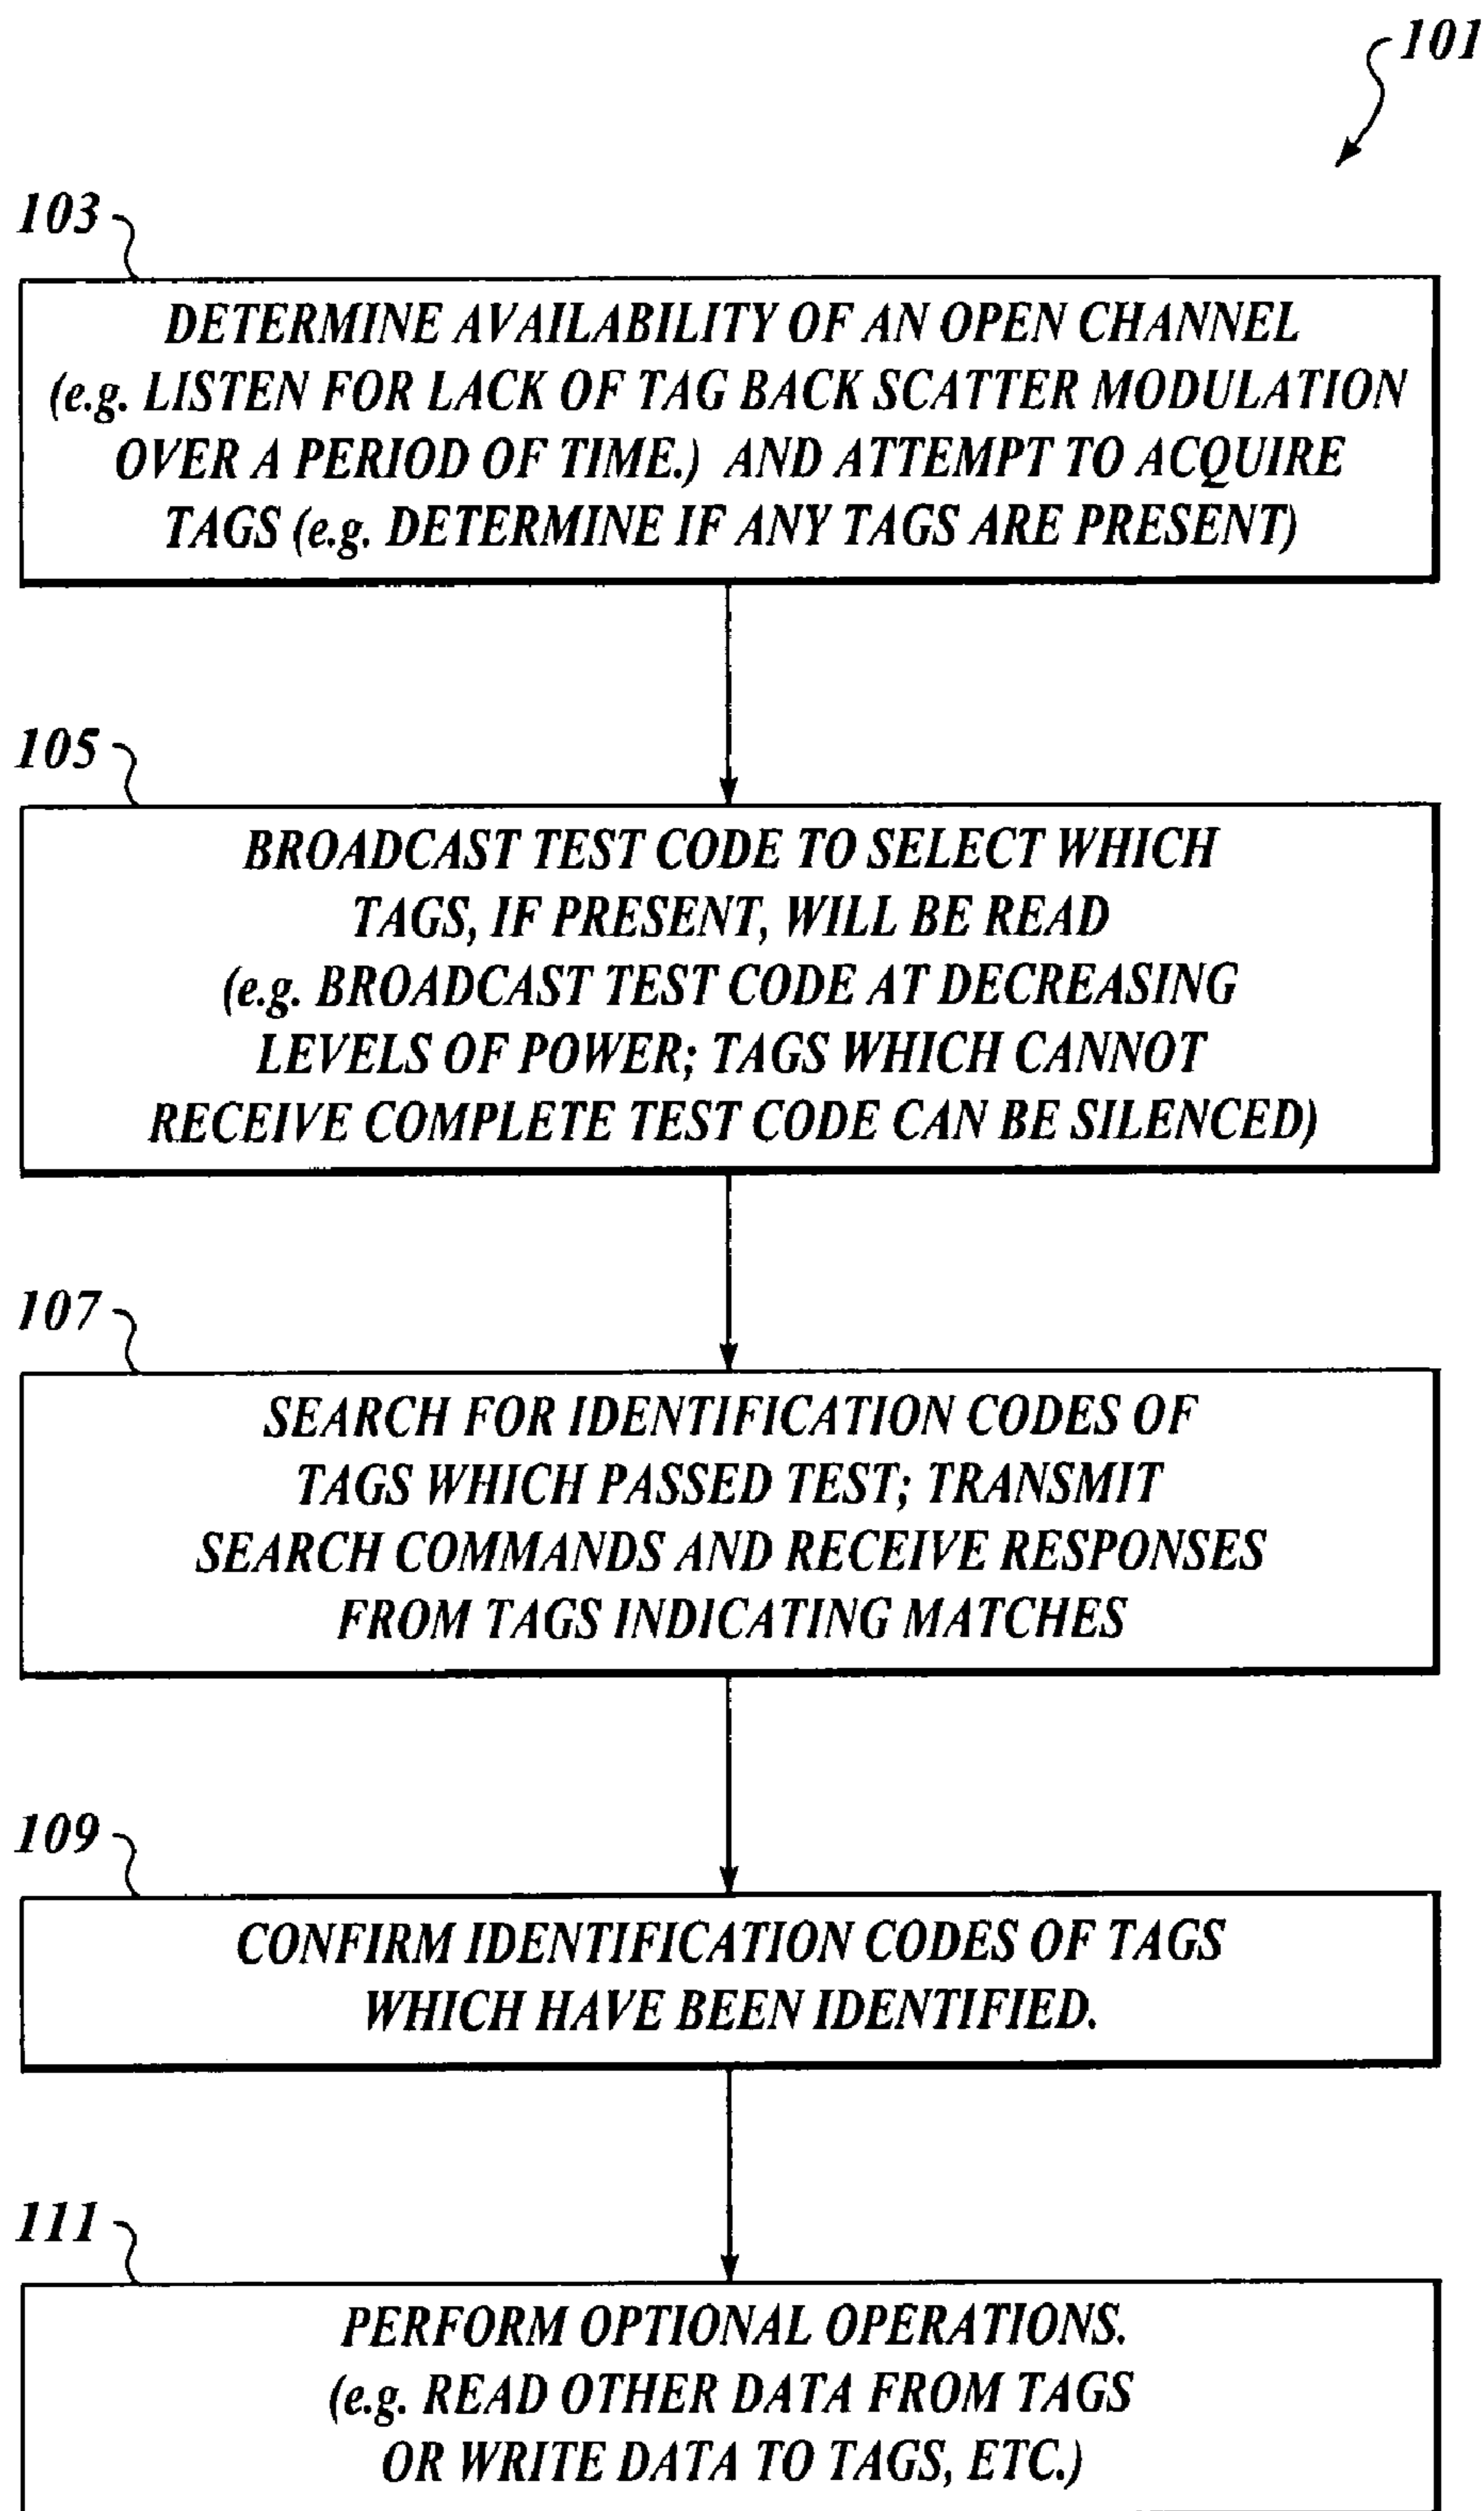 101
103
DETERMINE AVAILABILITY OF AN OPEN CHANNEL
(e.g. LISTEN FOR LACK OF TAG BACK SCATTER MODULATION
OVER A PERIOD OF TIME.) AND ATTEMPT TO ACQUIRE
TAGS (e.g. DETERMINE IF ANY TAGS ARE PRESENT)
105
BROADCAST TEST CODE TO SELECT WHICH
TAGS, IF PRESENT, WILL BE READ
(e.g. BROADCAST TEST CODE AT DECREASING
LEVELS OF POWER; TAGS WHICH CANNOT
RECEIVE COMPLETE TEST CODE CAN BE SILENCED)
107
SEARCH FOR IDENTIFICATION CODES OF
TAGS WHICH PASSED TEST; TRANSMIT
SEARCH COMMANDS AND RECEIVE RESPONSES
FROM TAGS INDICATING MATCHES
109
CONFIRM IDENTIFICATION CODES OF TAGS
WHICH HAVE BEEN IDENTIFIED.
111
PERFORM OPTIONAL OPERATIONS.
(e.g. READ OTHER DATA FROM TAGS
OR WRITE DATA TO TAGS, ETC.)